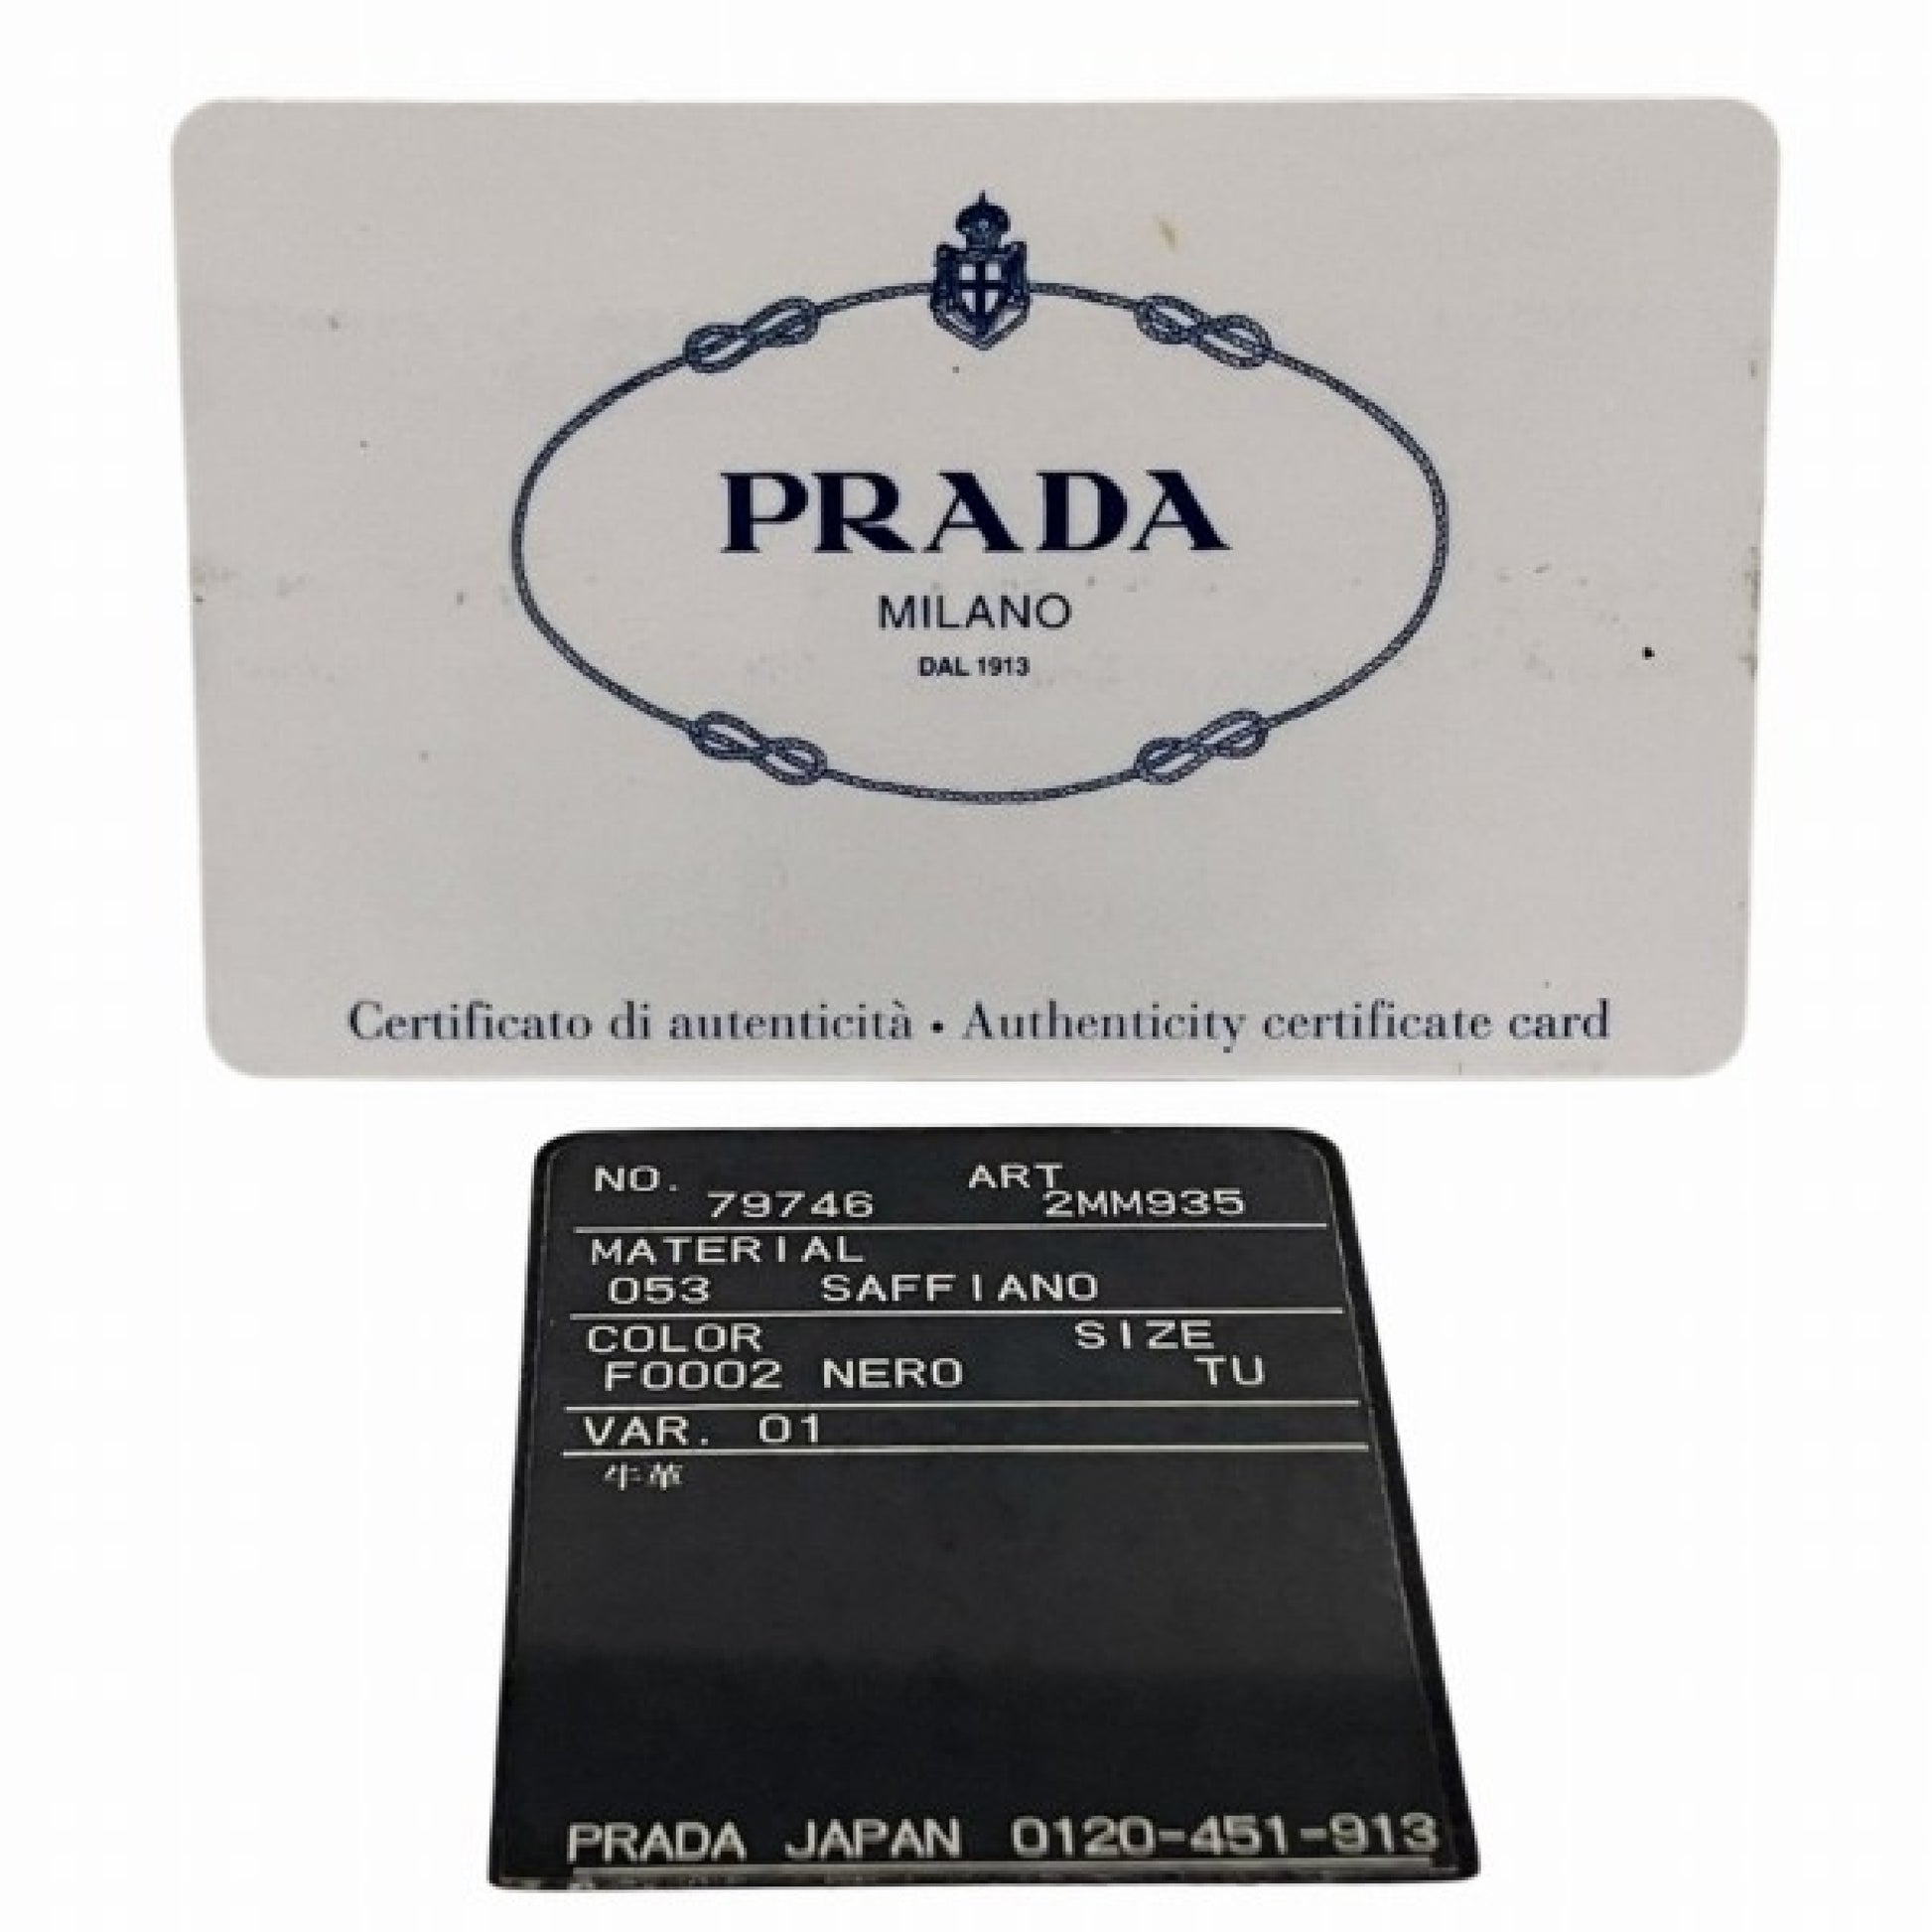 PRADA
MILANO
DAL 1913
Certificato di autenticità • Authenticity certificate card
NO. ART
79746 2MM935
MATERIAL
053 SAFFIANO
COLOR SIZE
F0002 NERO TU
VAR. 01
牛革
PRADA JAPAN 0120-451-913